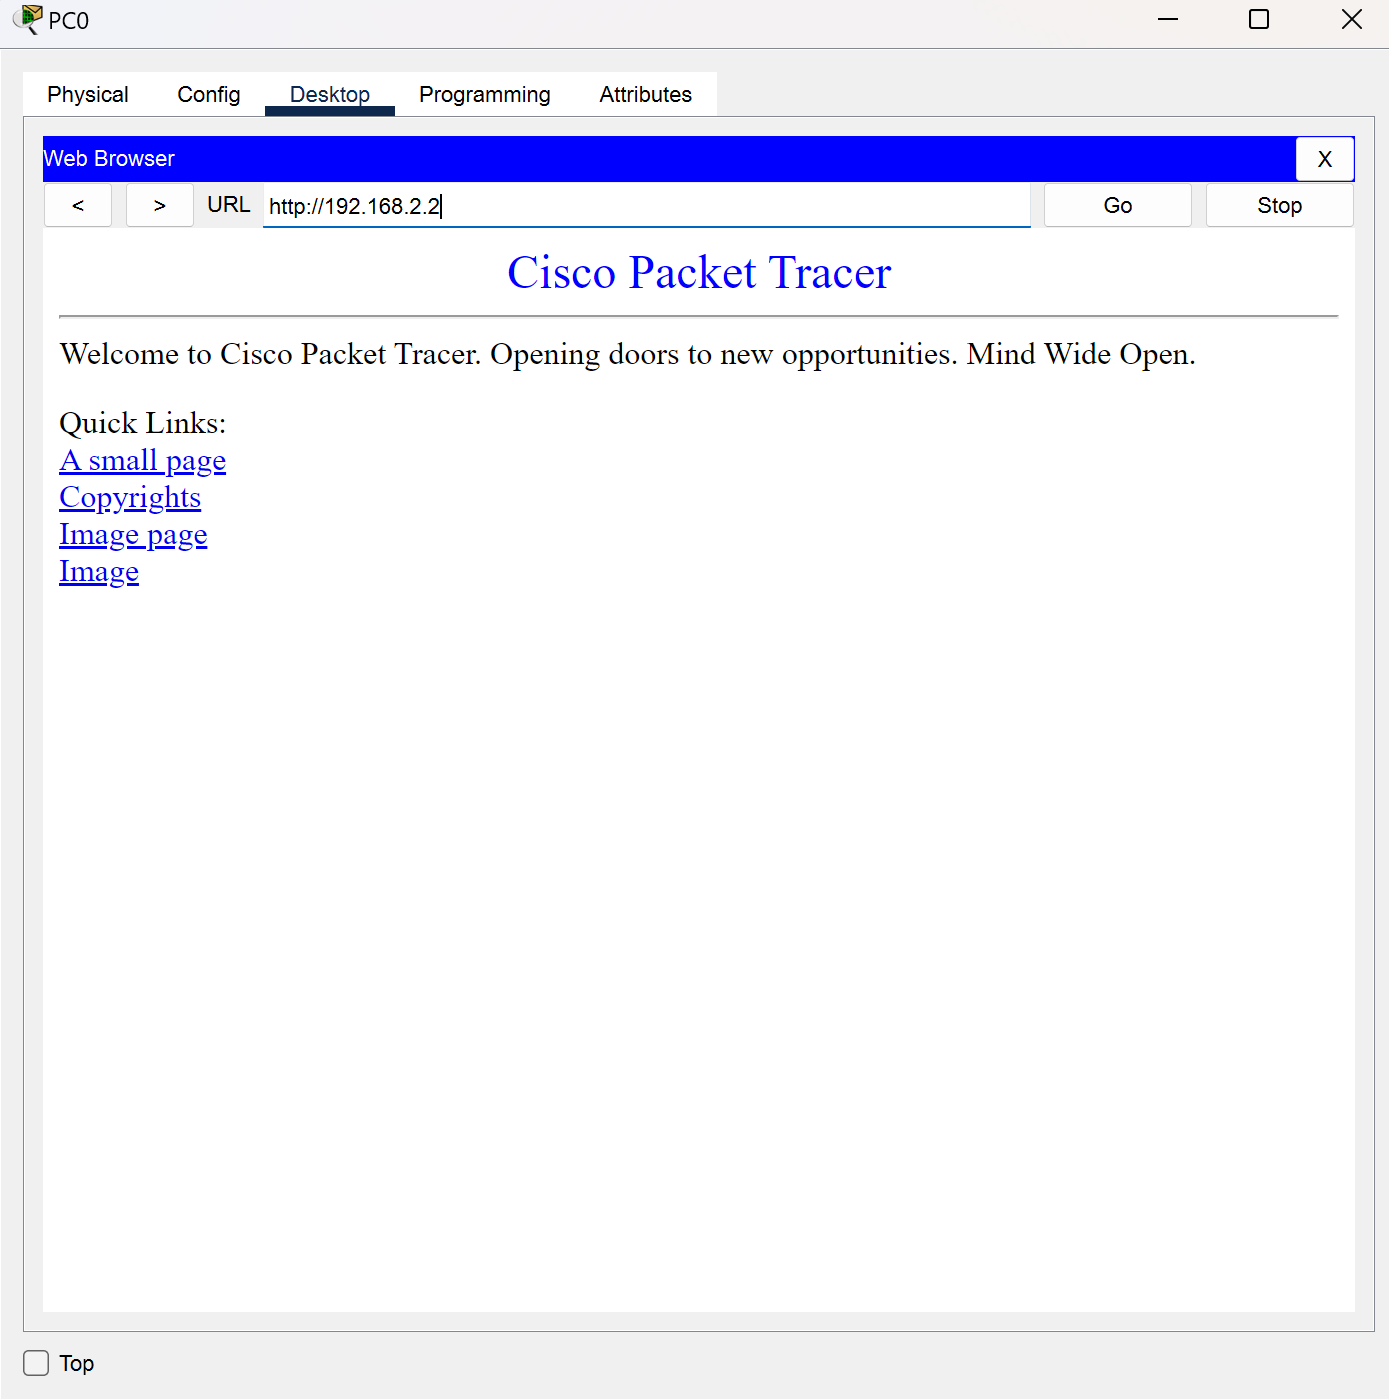 PC0
Physical Config Desktop Programming Attributes
Web Browser X
< > URL http://192.168.2.2 Go Stop
Cisco Packet Tracer
Welcome to Cisco Packet Tracer. Opening doors to new opportunities. Mind Wide Open.
Quick Links:
A small page
Copyrights
Image page
Image
Top